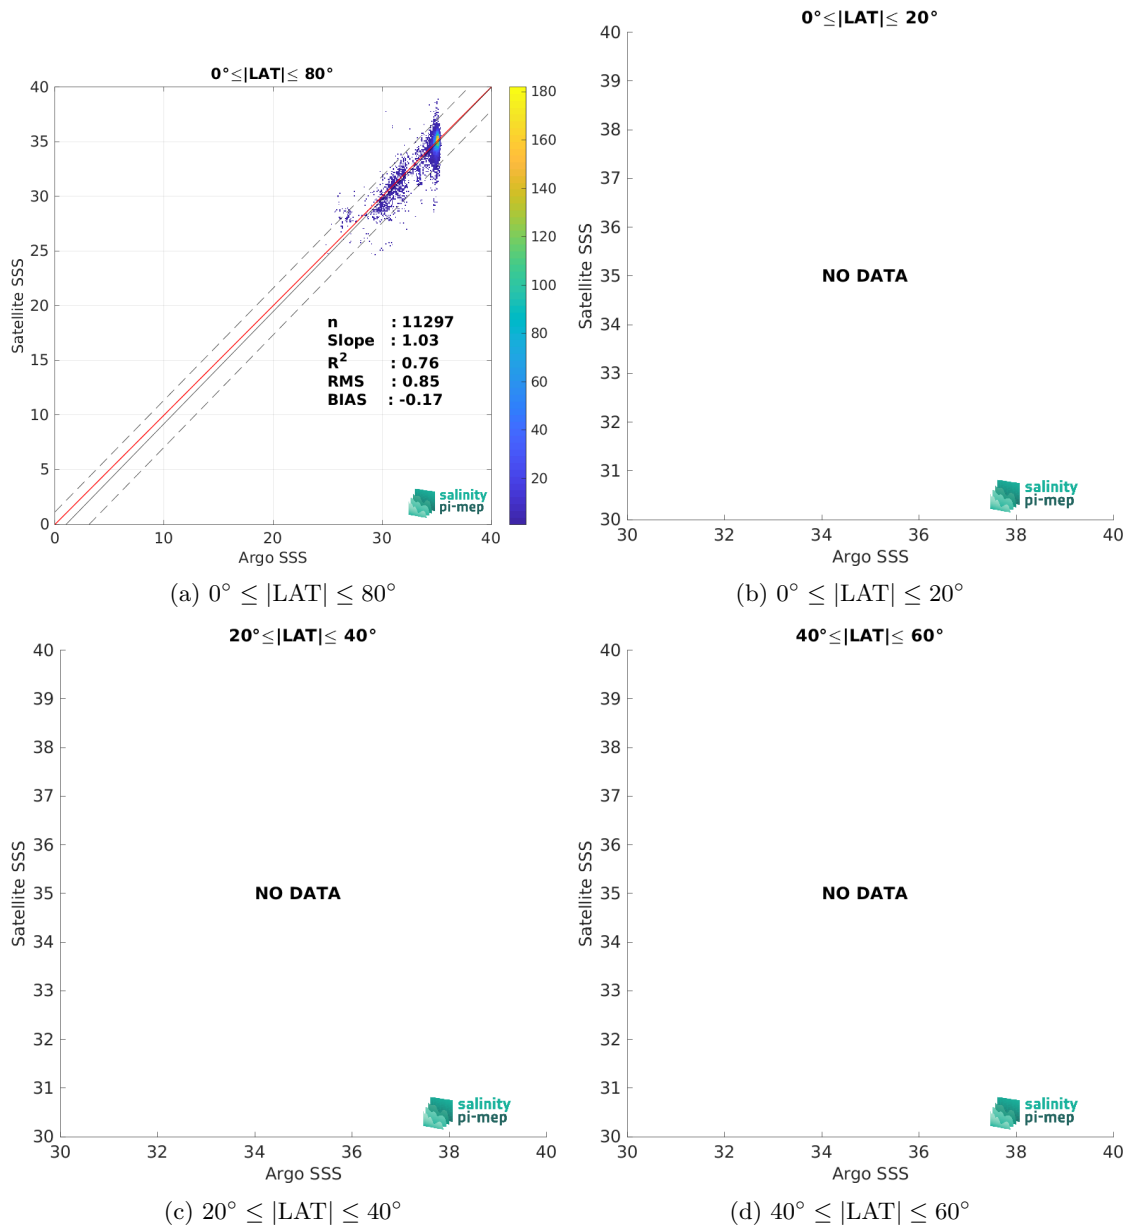 0°≤|LAT|≤ 80°
40
35
30
25
20
15
10
5
0
0
10
20
30
40
Satellite SSS
Argo SSS
n : 11297
Slope : 1.03
R2 : 0.76
RMS : 0.85
BIAS : -0.17
salinity
pi-mep
180
160
140
120
100
80
60
40
20
(a) 0° ≤ |LAT| ≤ 80°
0°≤|LAT|≤ 20°
40
39
38
37
36
35
34
33
32
31
30
30
32
34
36
38
40
Satellite SSS
Argo SSS
NO DATA
salinity
pi-mep
(b) 0° ≤ |LAT| ≤ 20°
20°≤|LAT|≤ 40°
40
39
38
37
36
35
34
33
32
31
30
30
32
34
36
38
40
Satellite SSS
Argo SSS
NO DATA
salinity
pi-mep
(c) 20° ≤ |LAT| ≤ 40°
40°≤|LAT|≤ 60°
40
39
38
37
36
35
34
33
32
31
30
30
32
34
36
38
40
Satellite SSS
Argo SSS
NO DATA
salinity
pi-mep
(d) 40° ≤ |LAT| ≤ 60°